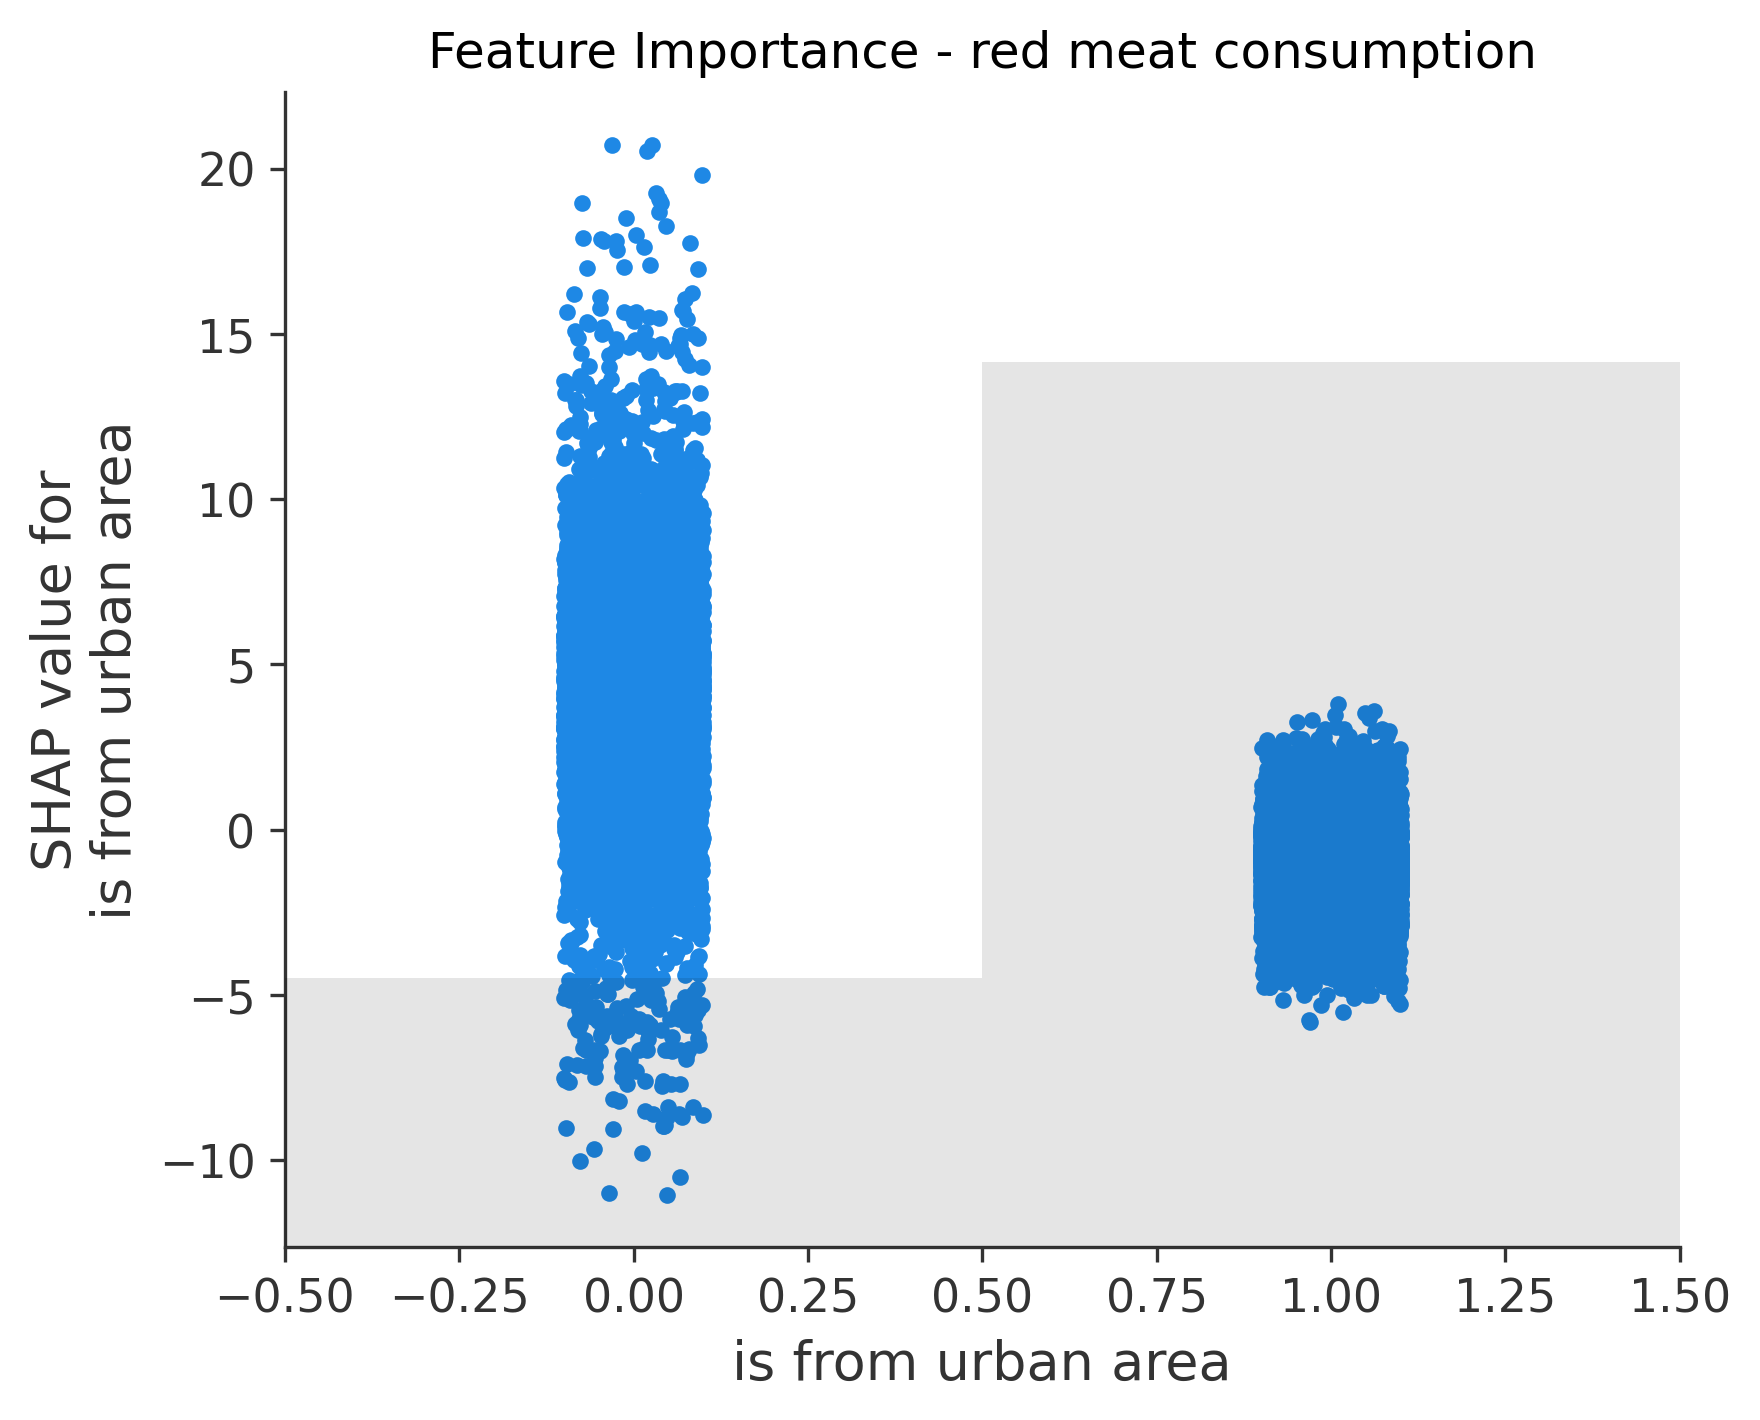 Feature Importance - red meat consumption
SHAP value for
is from urban area
20
15
10
5
0
−5
−10
−0.50 −0.25 0.00 0.25 0.50 0.75 1.00 1.25 1.50
is from urban area